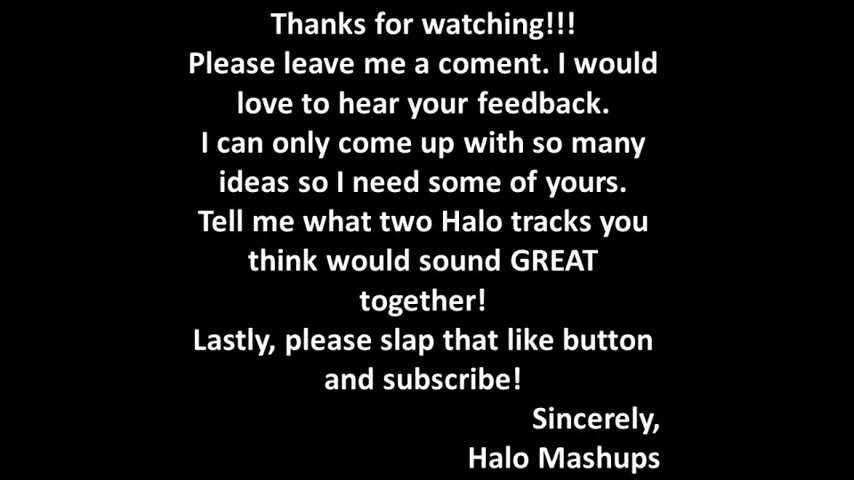 Thanks for watching!!!
Please leave me a coment. I would
love to hear your feedback.
I can only come up with so many
ideas so I need some of yours.
Tell me what two Halo tracks you
think would sound GREAT
together!
Lastly, please slap that like button
and subscribe!
Sincerely,
Halo Mashups